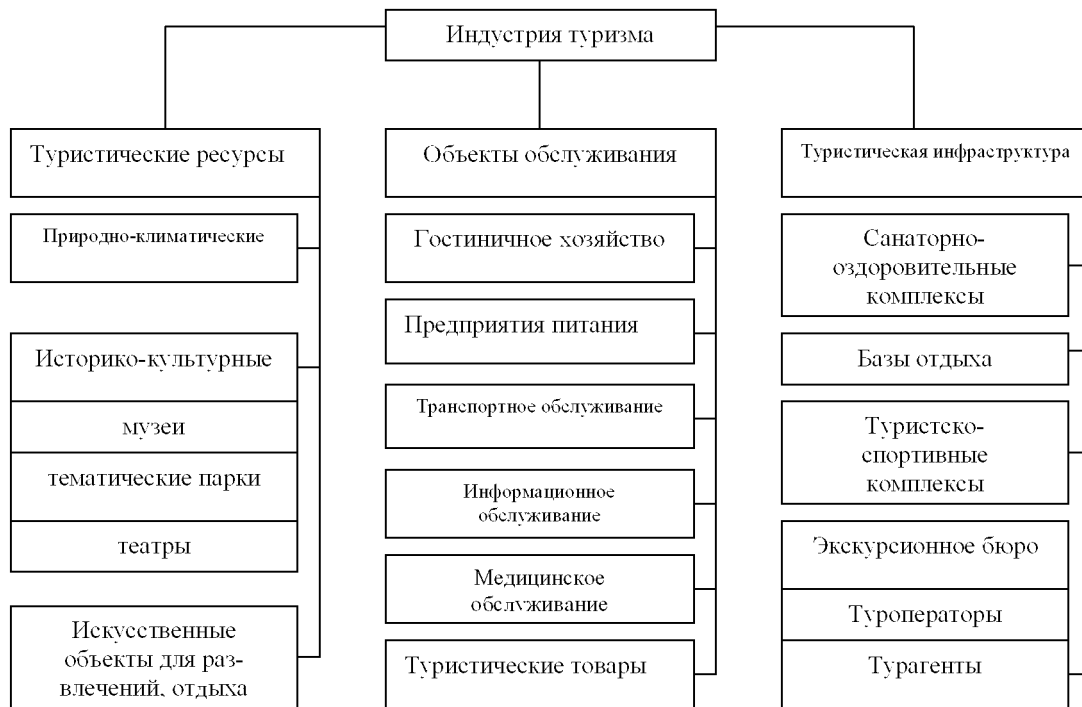 Индустрия туризма
Туристические ресурсы
Природно-климатические
Историко-культурные
музеи
тематические парки
театры
Искусственные
объекты для раз-
влечений, отдыха
Объекты обслуживания
Гостиничное хозяйство
Предприятия питания
Транспортное обслуживание
Информационное
обслуживание
Медицинское
обслуживание
Туристические товары
Туристическая инфраструктура
Санаторно-
оздоровительные
комплексы
Базы отдыха
Туристско-
спортивные
комплексы
Экскурсионное бюро
Туроператоры
Турагенты